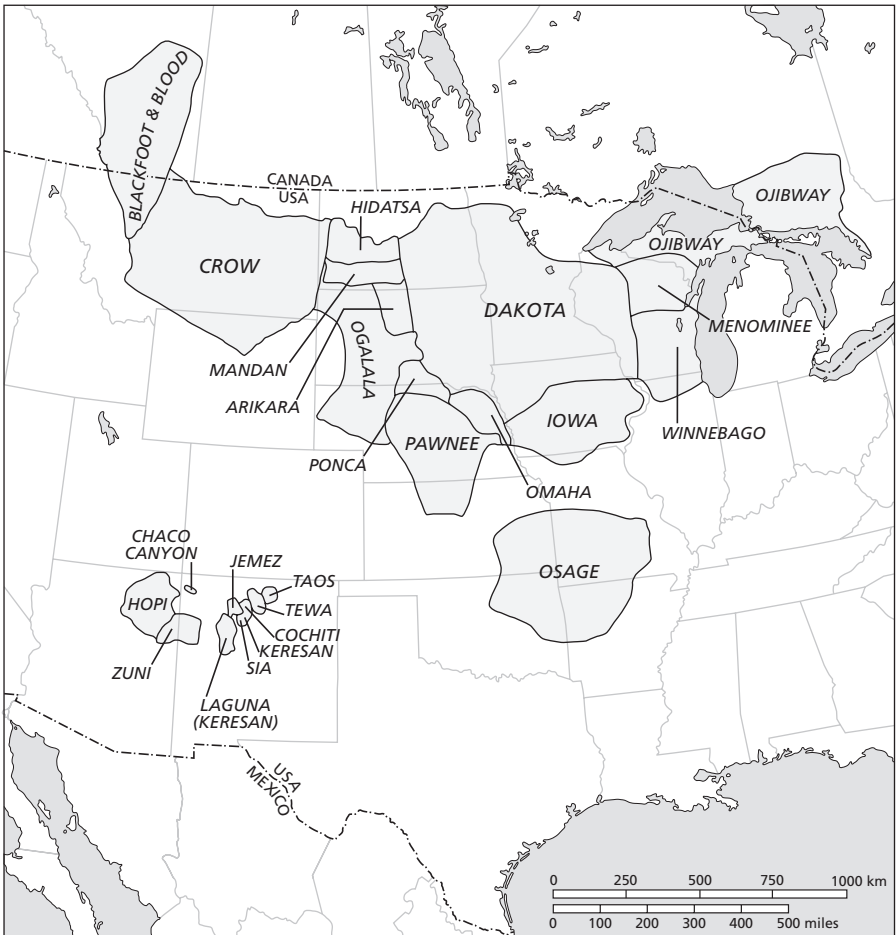 BLACKFOOT & BLOOD
CANADA
USA
HIDATSA
OJIBWAY
OJIBWAY
CROW
DAKOTA
MENOMINEE
OGALALA
MANDAN
ARIKARA
IOWA
WINNEBAGO
PAWNEE
PONCA
OMAHA
CHACO
CANYON
JEMEZ
OSAGE
TAOS
HOPI
TEWA
COCHITI
KERESAN
SIA
ZUNI
LAGUNA
(KERESAN)
USA
MEXICO
0 250 500 750 1000 km
0 100 200 300 400 500 miles